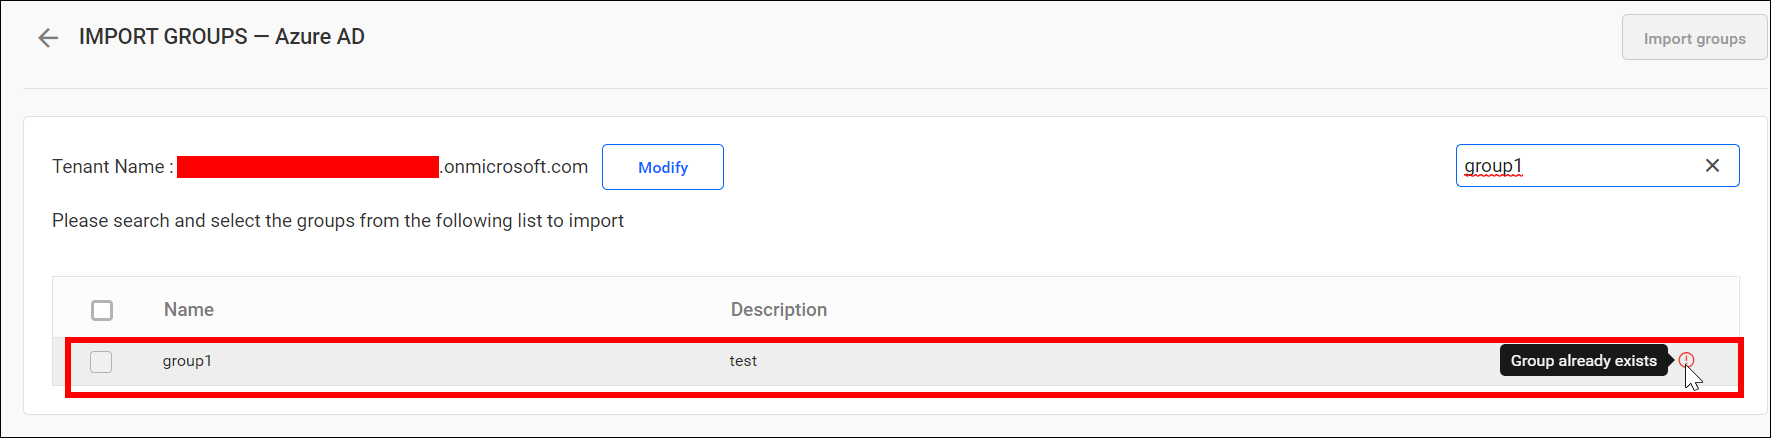 IMPORT GROUPS — Azure AD
Import groups
Tenant Name : .onmicrosoft.com
Modify
group1
Please search and select the groups from the following list to import
Name Description
group1 test Group already exists